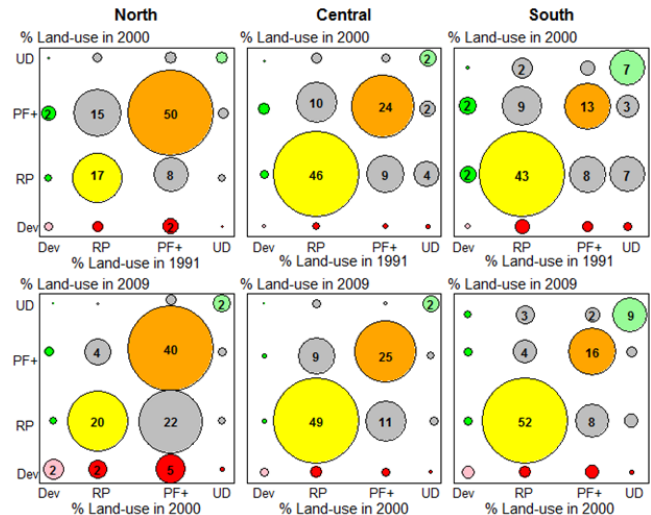 North Central South
% Land-use in 2000 % Land-use in 2000 % Land-use in 2000
UD 2 2 7
PF+ 2 15 50 10 24 2 2 9 13 3
RP 17 8 46 9 4 2 43 8 7
Dev 2
Dev RP PF+ UD Dev RP PF+ UD Dev RP PF+ UD
% Land-use in 1991 % Land-use in 1991 % Land-use in 1991
% Land-use in 2009 % Land-use in 2009 % Land-use in 2009
UD 2 2 3 2 9
PF+ 4 40 9 25 4 16
RP 20 22 49 11 52 8
Dev 2 2 5
Dev RP PF+ UD Dev RP PF+ UD Dev RP PF+ UD
% Land-use in 2000 % Land-use in 2000 % Land-use in 2000